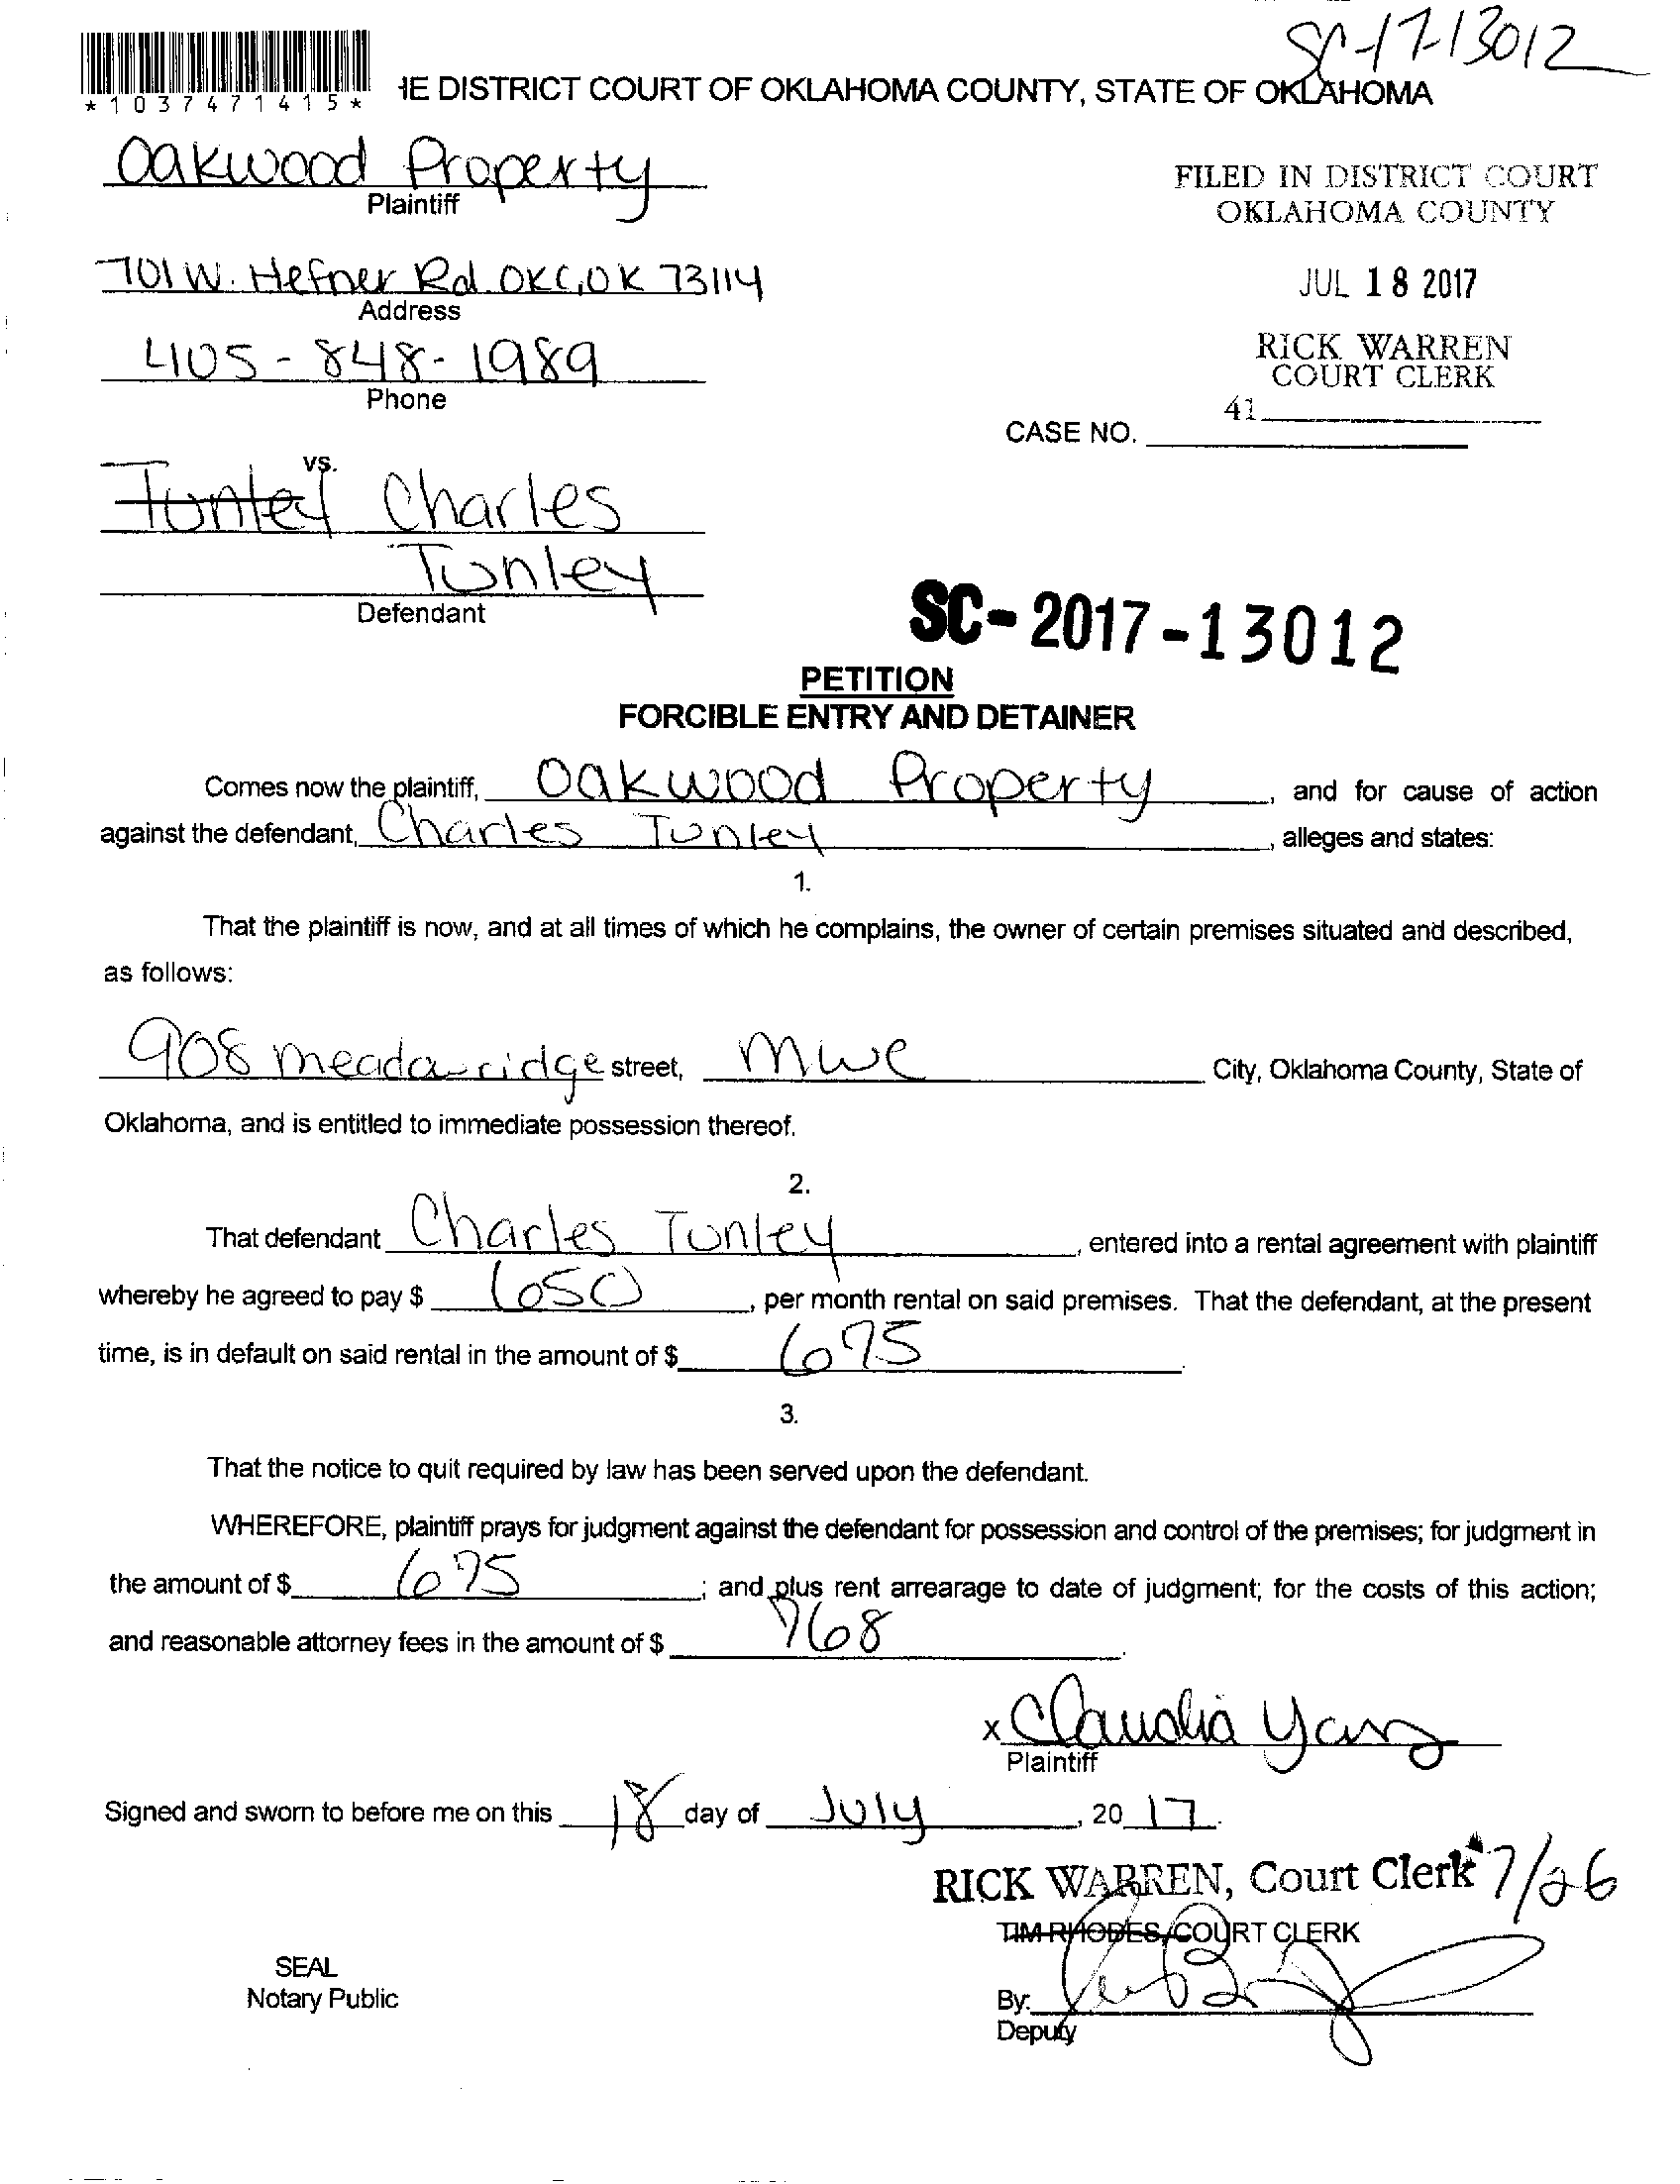 SC-17-13012
*1037471415*
HE DISTRICT COURT OF OKLAHOMA COUNTY, STATE OF OKLAHOMA
Oakwood Property
Plaintiff
FILED IN DISTRICT COURT
OKLAHOMA COUNTY
701 W. Hefner Rd. OKC, OK 73114
Address
JUL 18 2017
405-848-1989
Phone
RICK WARREN
COURT CLERK
41
CASE NO.
vs.
Tunley Charles
Tunley
Defendant
SC-2017-13012
PETITION
FORCIBLE ENTRY AND DETAINER
Comes now the plaintiff, Oakwood Property, and for cause of action
against the defendant, Charles Tunley, alleges and states:
1.
That the plaintiff is now, and at all times of which he complains, the owner of certain premises situated and described,
as follows:
908 meadowridge street, MWC City, Oklahoma County, State of
Oklahoma, and is entitled to immediate possession thereof.
2.
That defendant Charles Tunley, entered into a rental agreement with plaintiff
whereby he agreed to pay $ 650, per month rental on said premises. That the defendant, at the present
time, is in default on said rental in the amount of $ 675.
3.
That the notice to quit required by law has been served upon the defendant.
WHEREFORE, plaintiff prays for judgment against the defendant for possession and control of the premises; for judgment in
the amount of $ 675; and plus rent arrearage to date of judgment; for the costs of this action;
and reasonable attorney fees in the amount of $ 768.
x Claudia
Plaintiff
Signed and sworn to before me on this 18 day of July, 2017.
RICK WARREN, Court Clerk 7/26
TIM RHODES, COURT CLERK
SEAL
Notary Public
By:
Deputy